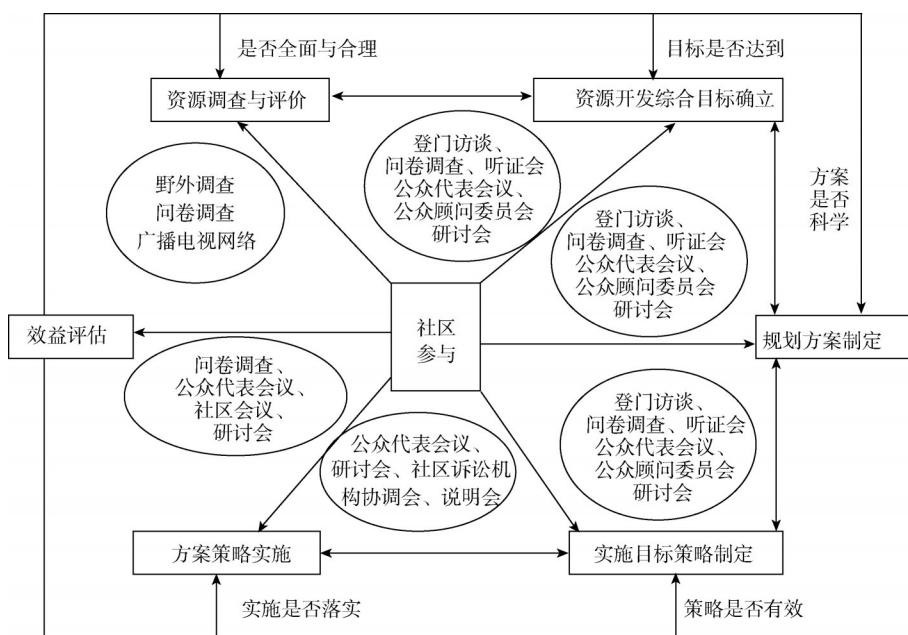 是否全面与合理
目标是否达到
资源调查与评价
资源开发综合目标确立
登门访谈、
问卷调查、听证会
公众代表会议、
公众顾问委员会
研讨会
野外调查
问卷调查
广播电视网络
方案
是否
科学
登门访谈、
问卷调查、听证会
公众代表会议、
公众顾问委员会
研讨会
效益评估
社区
参与
规划方案制定
问卷调查、
公众代表会议、
社区会议、
研讨会
登门访谈、
问卷调查、听证会
公众代表会议、
公众顾问委员会
研讨会
公众代表会议、
研讨会、社区诉讼机
构协调会、说明会
方案策略实施
实施目标策略制定
实施是否落实
策略是否有效